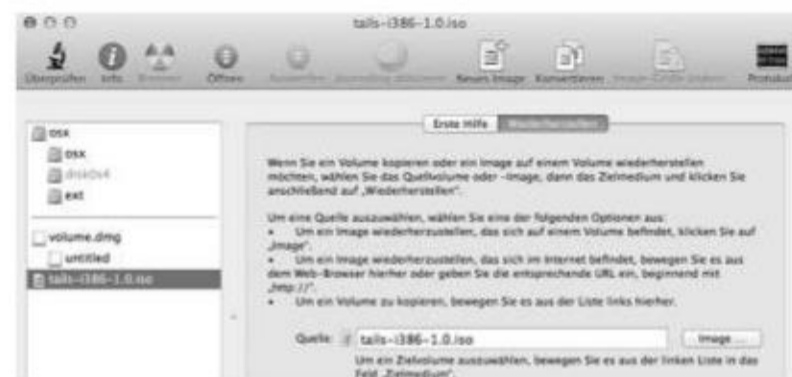 tails-i386-1.0.iso
Überprüfen Info Brennen Öffnen Auswerfen Neues Image Konvertieren Protokoll
Erste Hilfe Wiederherstellen
osx
osx
disk0s4
ext
volume.dmg
untitled
tails-i386-1.0.iso
Wenn Sie ein Volume kopieren oder ein Image auf einem Volume wiederherstellen
möchten, wählen Sie das Quellvolume oder -image, dann das Zielmedium und klicken Sie
anschließend auf „Wiederherstellen“.
Um eine Quelle auszuwählen, wählen Sie eine der folgenden Optionen aus:
• Um ein Image wiederherzustellen, das sich auf einem Volume befindet, klicken Sie auf
„Image“.
• Um ein Image wiederherzustellen, das sich im Internet befindet, bewegen Sie es aus
dem Web-Browser hierher oder geben Sie die entsprechende URL ein, beginnend mit
„http://“.
• Um ein Volume zu kopieren, bewegen Sie es aus der Liste links hierher.
Quelle: tails-i386-1.0.iso Image ...
Um ein Zielvolume auszuwählen, bewegen Sie es aus der linken Liste in das
Feld „Zielmedium“.